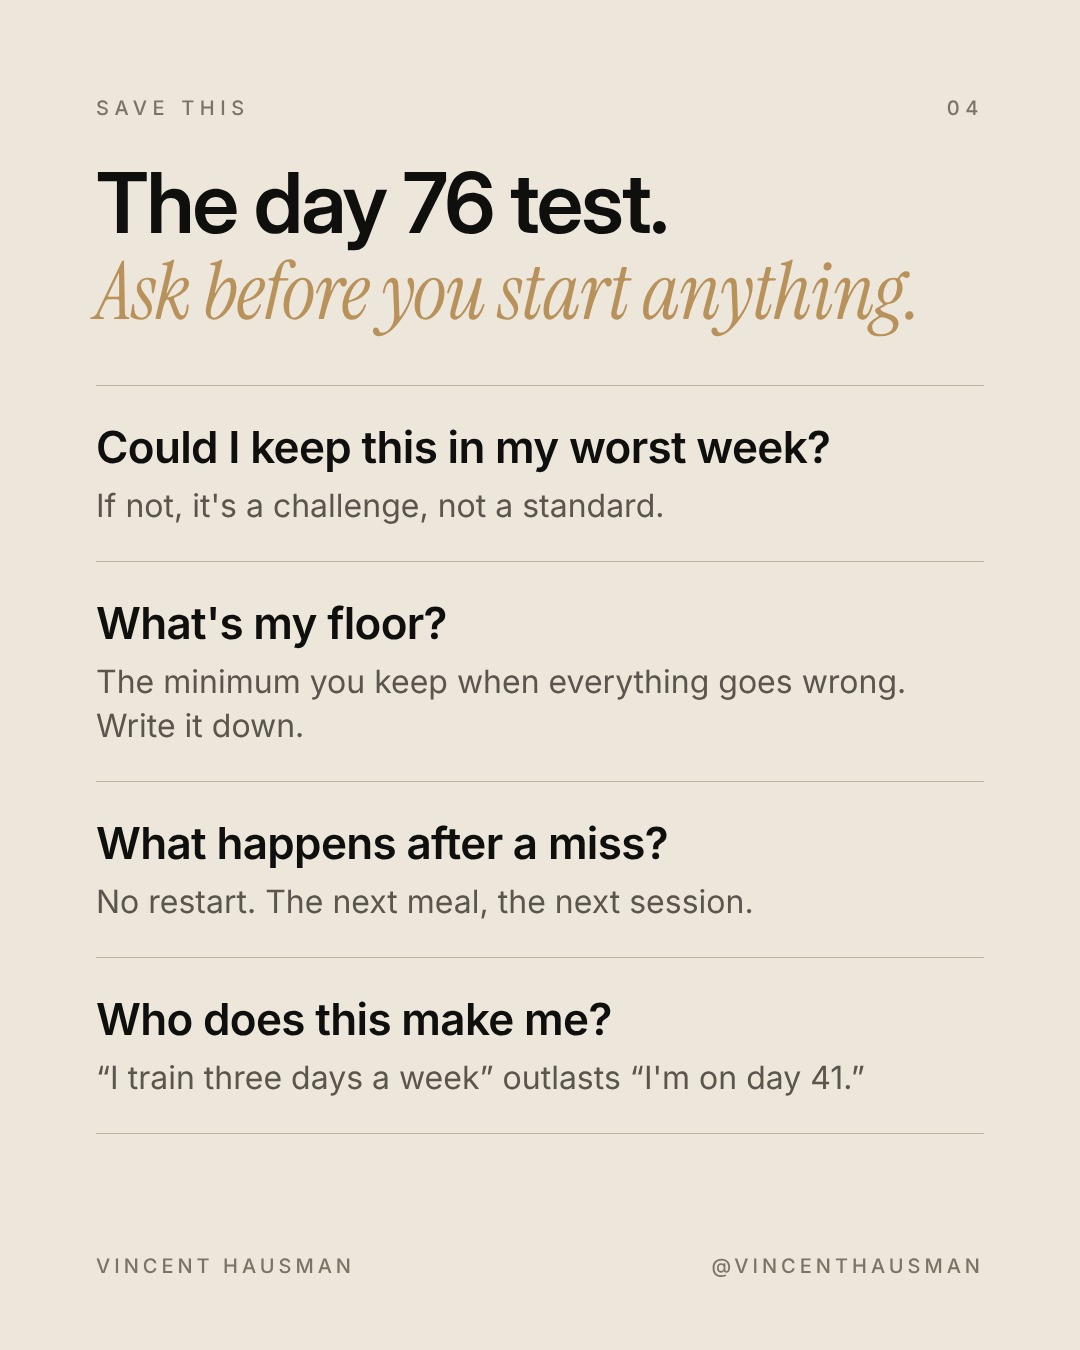 SAVE THIS
04
The day 76 test.
Ask before you start anything.
Could I keep this in my worst week?
If not, it's a challenge, not a standard.
What's my floor?
The minimum you keep when everything goes wrong.
Write it down.
What happens after a miss?
No restart. The next meal, the next session.
Who does this make me?
“I train three days a week” outlasts “I'm on day 41.”
VINCENT HAUSMAN
@VINCENTHAUSMAN